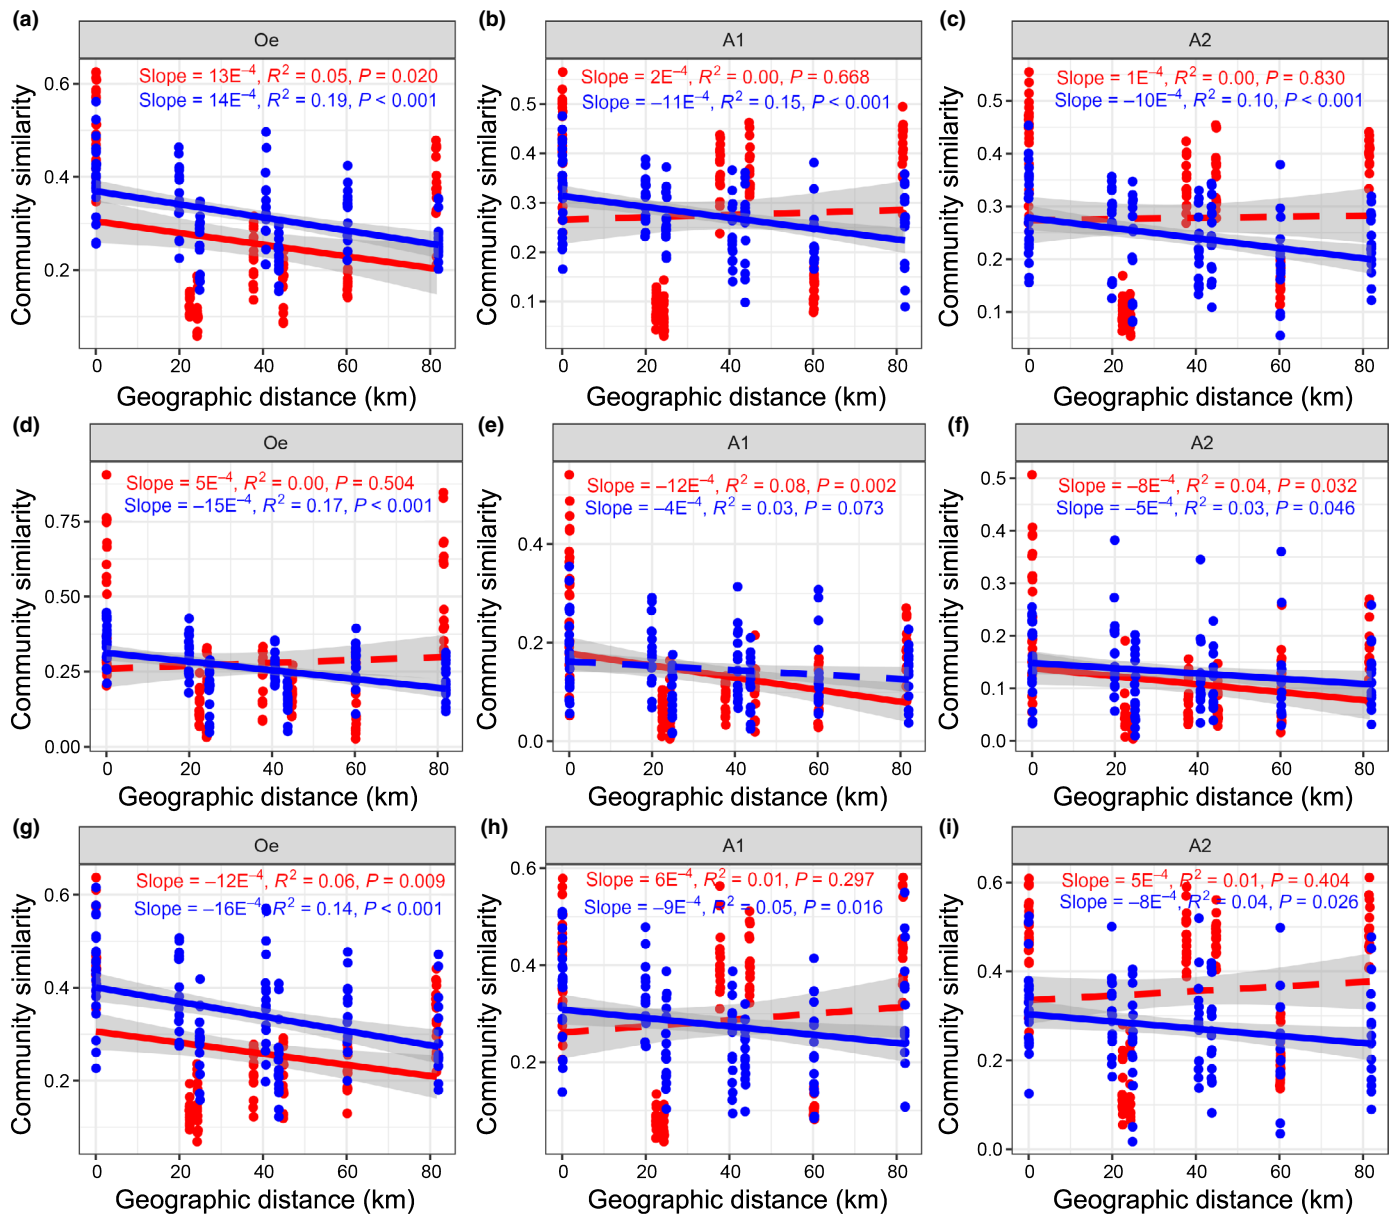 (a)
Oe
Slope = 13E⁻⁴, R² = 0.05, P = 0.020
Slope = 14E⁻⁴, R² = 0.19, P < 0.001
Community similarity
0.6
0.4
0.2
0 20 40 60 80
Geographic distance (km)
(b)
A1
Slope = 2E⁻⁴, R² = 0.00, P = 0.668
Slope = –11E⁻⁴, R² = 0.15, P < 0.001
Community similarity
0.5
0.4
0.3
0.2
0.1
0 20 40 60 80
Geographic distance (km)
(c)
A2
Slope = 1E⁻⁴, R² = 0.00, P = 0.830
Slope = –10E⁻⁴, R² = 0.10, P < 0.001
Community similarity
0.5
0.4
0.3
0.2
0.1
0 20 40 60 80
Geographic distance (km)
(d)
Oe
Slope = 5E⁻⁴, R² = 0.00, P = 0.504
Slope = –15E⁻⁴, R² = 0.17, P < 0.001
Community similarity
0.75
0.50
0.25
0.00
0 20 40 60 80
Geographic distance (km)
(e)
A1
Slope = –12E⁻⁴, R² = 0.08, P = 0.002
Slope = –4E⁻⁴, R² = 0.03, P = 0.073
Community similarity
0.4
0.2
0.0
0 20 40 60 80
Geographic distance (km)
(f)
A2
Slope = –8E⁻⁴, R² = 0.04, P = 0.032
Slope = –5E⁻⁴, R² = 0.03, P = 0.046
Community similarity
0.5
0.4
0.3
0.2
0.1
0.0
0 20 40 60 80
Geographic distance (km)
(g)
Oe
Slope = –12E⁻⁴, R² = 0.06, P = 0.009
Slope = –16E⁻⁴, R² = 0.14, P < 0.001
Community similarity
0.6
0.4
0.2
0 20 40 60 80
Geographic distance (km)
(h)
A1
Slope = 6E⁻⁴, R² = 0.01, P = 0.297
Slope = –9E⁻⁴, R² = 0.05, P = 0.016
Community similarity
0.6
0.4
0.2
0 20 40 60 80
Geographic distance (km)
(i)
A2
Slope = 5E⁻⁴, R² = 0.01, P = 0.404
Slope = –8E⁻⁴, R² = 0.04, P = 0.026
Community similarity
0.6
0.4
0.2
0.0
0 20 40 60 80
Geographic distance (km)